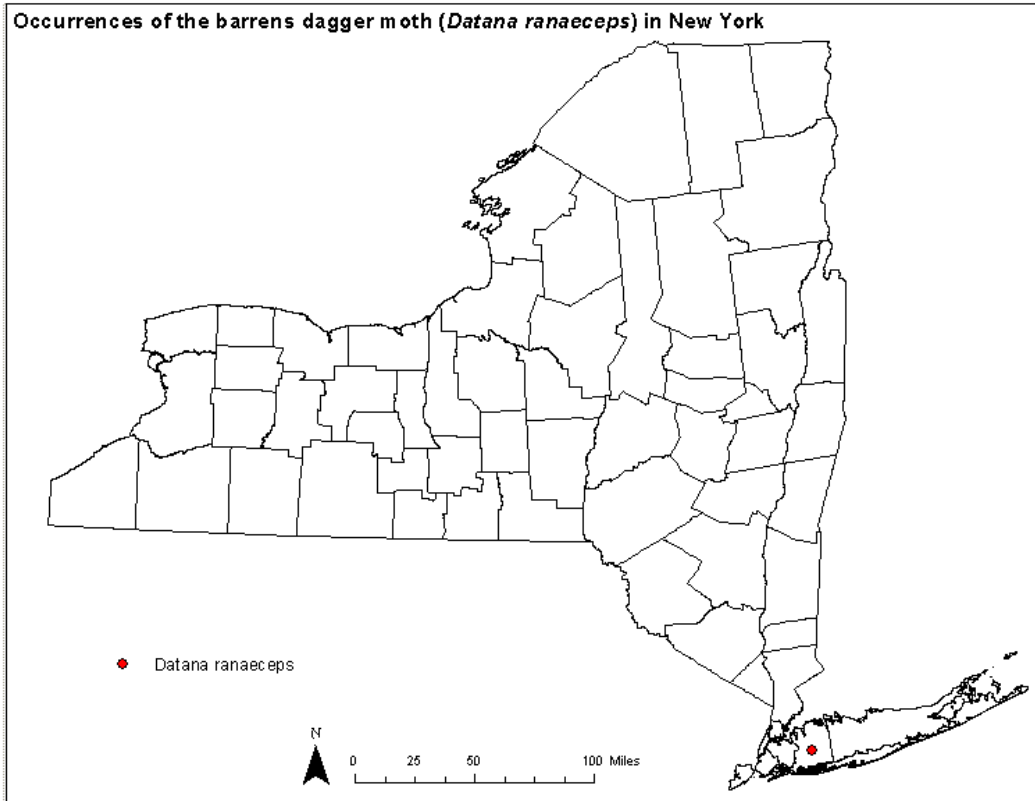 Occurrences of the barrens dagger moth (Datana ranaeceps) in New York
Datana ranaeceps
N
0 25 50 100 Miles